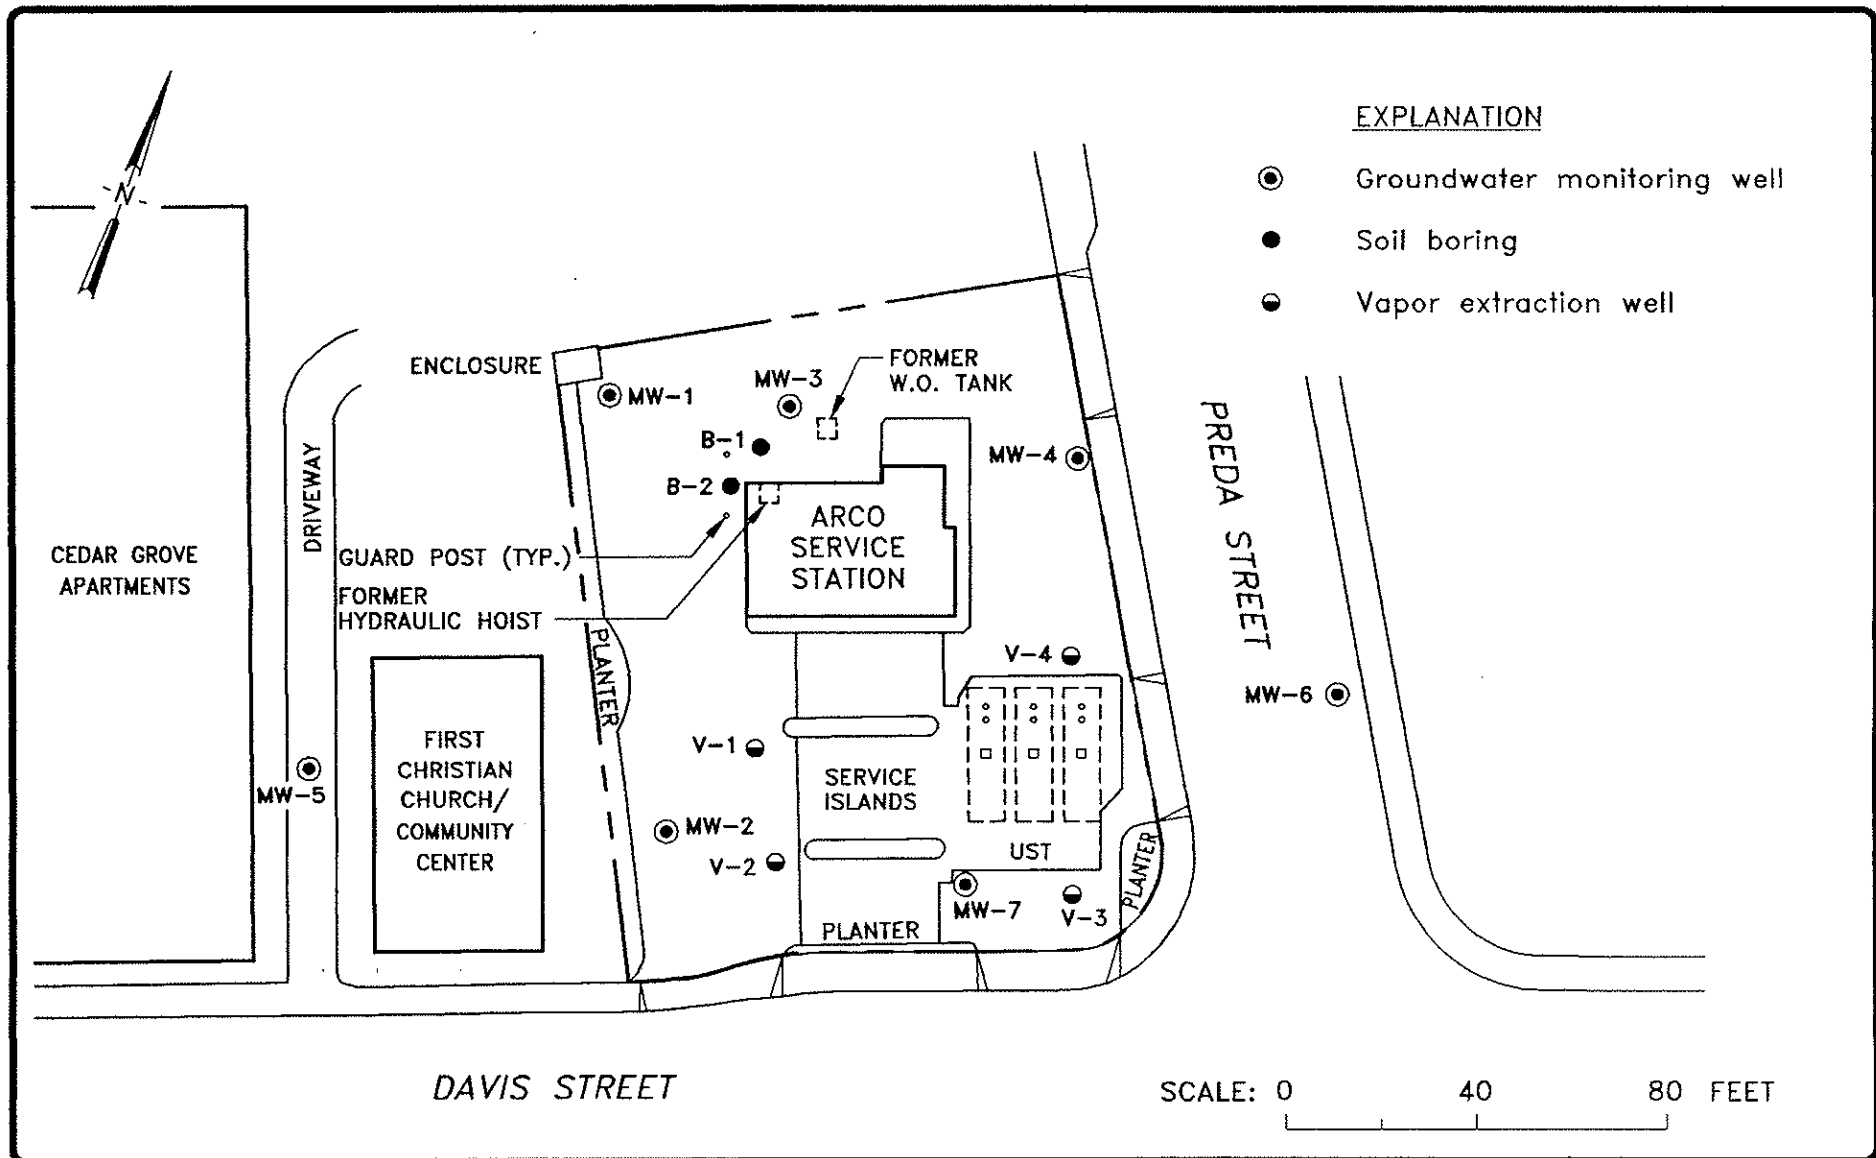 EXPLANATION
Groundwater monitoring well
Soil boring
Vapor extraction well
N
ENCLOSURE
MW-1
MW-3
FORMER
W.O. TANK
B-1
B-2
MW-4
DRIVEWAY
ARCO
SERVICE
STATION
PREDA STREET
CEDAR GROVE
APARTMENTS
GUARD POST (TYP.)
FORMER
HYDRAULIC HOIST
PLANTER
V-4
MW-6
FIRST
CHRISTIAN
CHURCH/
COMMUNITY
CENTER
V-1
SERVICE
ISLANDS
MW-5
MW-2
V-2
UST
PLANTER
MW-7
V-3
PLANTER
DAVIS STREET
SCALE: 0 40 80 FEET